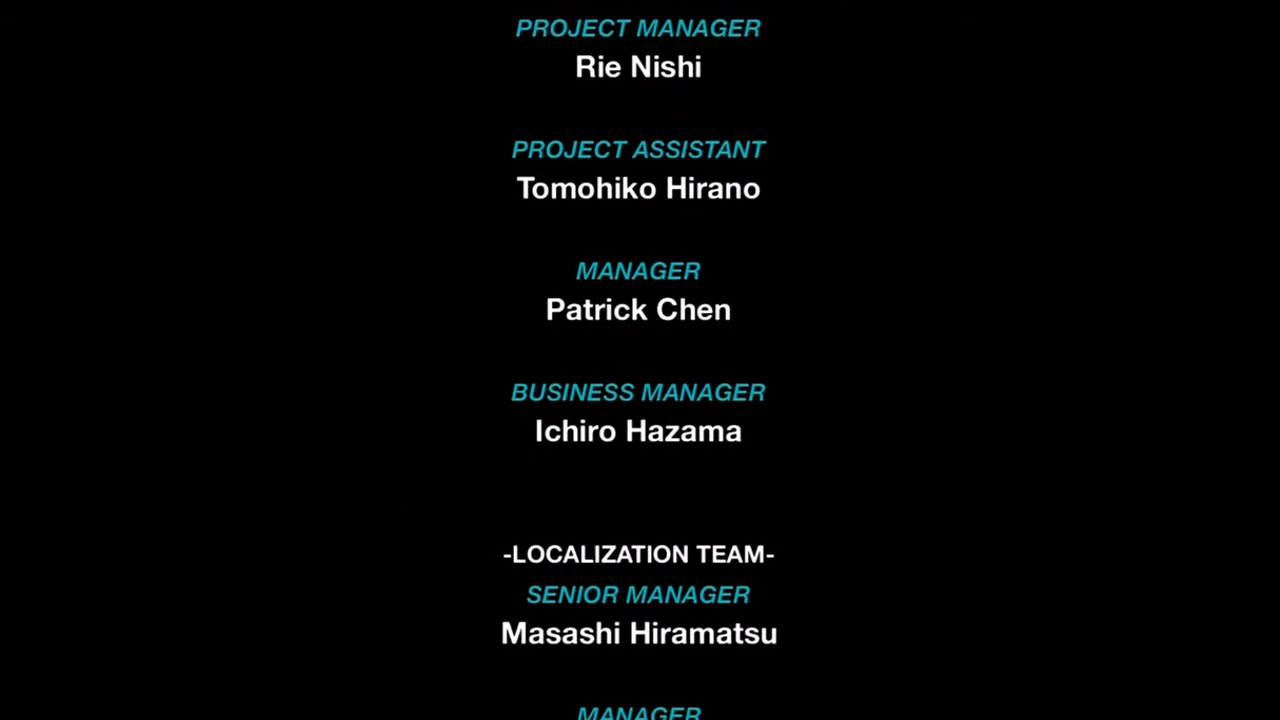 PROJECT MANAGER
Rie Nishi
PROJECT ASSISTANT
Tomohiko Hirano
MANAGER
Patrick Chen
BUSINESS MANAGER
Ichiro Hazama
-LOCALIZATION TEAM-
SENIOR MANAGER
Masashi Hiramatsu
MANAGER